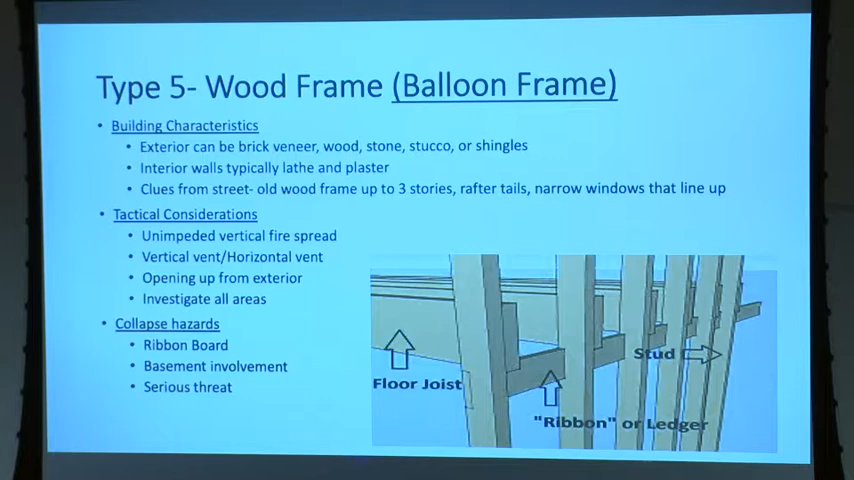 Type 5- Wood Frame (Balloon Frame)
• Building Characteristics
• Exterior can be brick veneer, wood, stone, stucco, or shingles
• Interior walls typically lathe and plaster
• Clues from street- old wood frame up to 3 stories, rafter tails, narrow windows that line up
• Tactical Considerations
• Unimpeded vertical fire spread
• Vertical vent/Horizontal vent
• Opening up from exterior
• Investigate all areas
• Collapse hazards
• Ribbon Board
• Basement involvement
• Serious threat
Stud
Floor Joist
"Ribbon" or Ledger